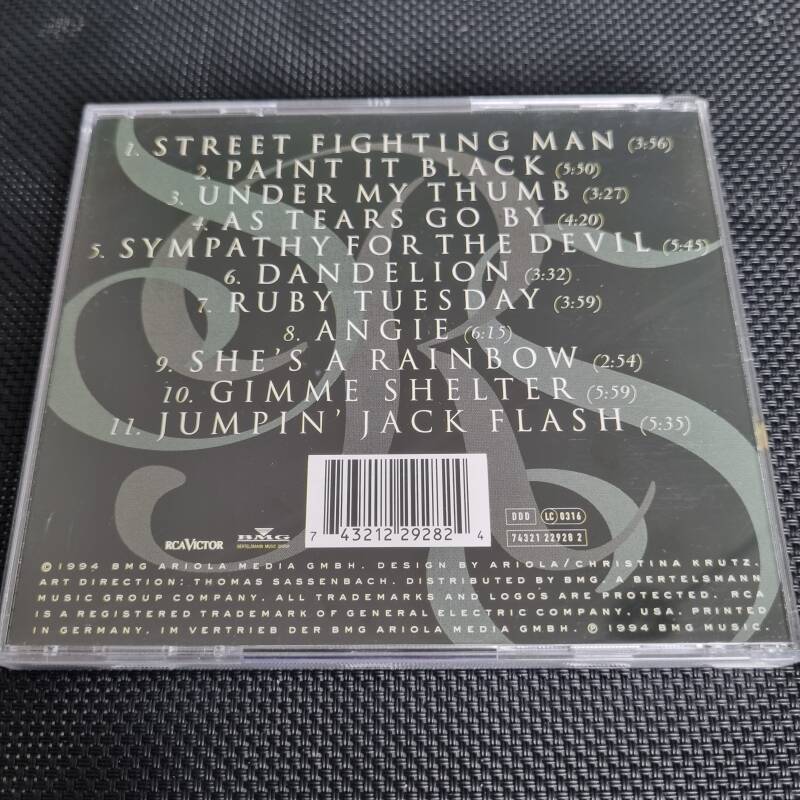 1. STREET FIGHTING MAN (3:56)
2. PAINT IT BLACK (5:50)
3. UNDER MY THUMB (3:27)
4. AS TEARS GO BY (4:20)
5. SYMPATHY FOR THE DEVIL (5:45)
6. DANDELION (3:32)
7. RUBY TUESDAY (3:59)
8. ANGIE (6:15)
9. SHE'S A RAINBOW (2:54)
10. GIMME SHELTER (5:59)
11. JUMPIN' JACK FLASH (5:35)
RCA VICTOR
BMG
BERTELSMANN MUSIC GROUP
7 43212 29282 4
DDD LC 0316
74321 22928 2
©1994 BMG ARIOLA MEDIA GMBH. DESIGN BY ARIOLA/CHRISTINA KRUTZ.
ART DIRECTION: THOMAS SASSENBACH. DISTRIBUTED BY BMG, A BERTELSMANN
MUSIC GROUP COMPANY. ALL TRADEMARKS AND LOGOS ARE PROTECTED. RCA
IS A REGISTERED TRADEMARK OF GENERAL ELECTRIC COMPANY, USA. PRINTED
IN GERMANY. IM VERTRIEB DER BMG ARIOLA MEDIA GMBH. ℗ 1994 BMG MUSIC.